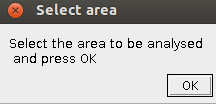 Select area
Select the area to be analysed
and press OK
OK